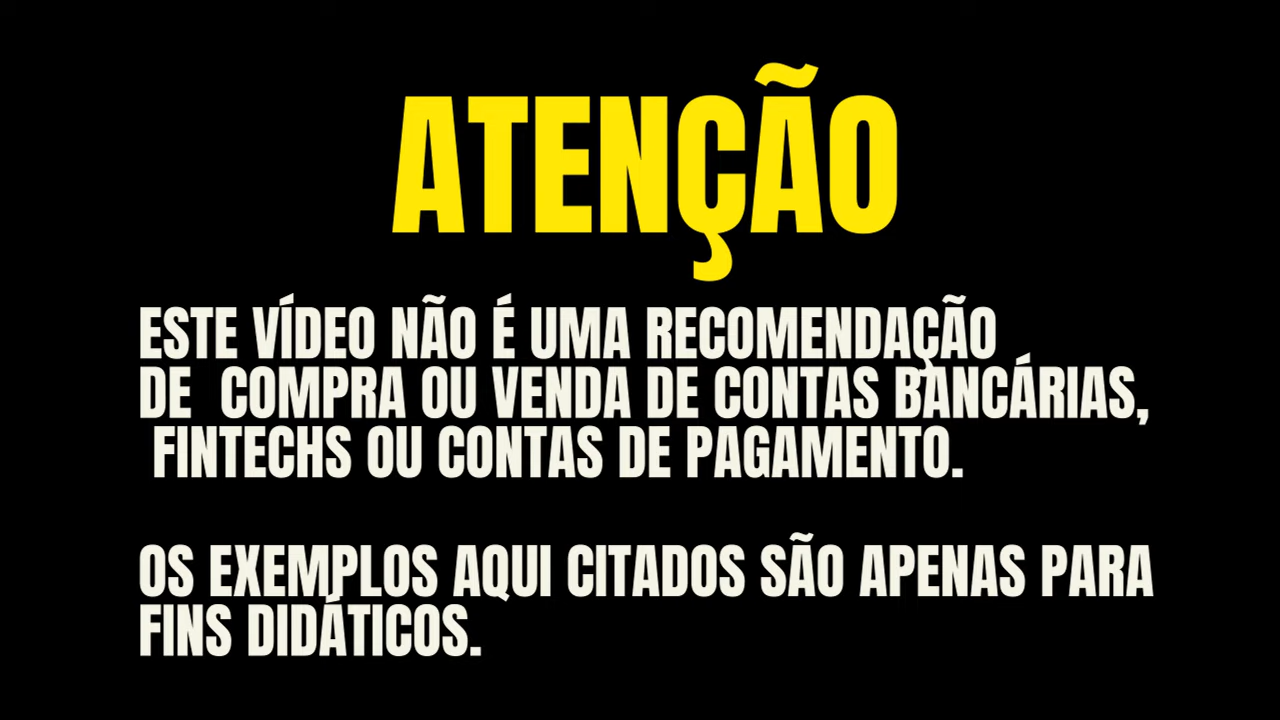 ATENÇÃO
ESTE VÍDEO NÃO É UMA RECOMENDAÇÃO
DE COMPRA OU VENDA DE CONTAS BANCÁRIAS,
FINTECHS OU CONTAS DE PAGAMENTO.
OS EXEMPLOS AQUI CITADOS SÃO APENAS PARA
FINS DIDÁTICOS.